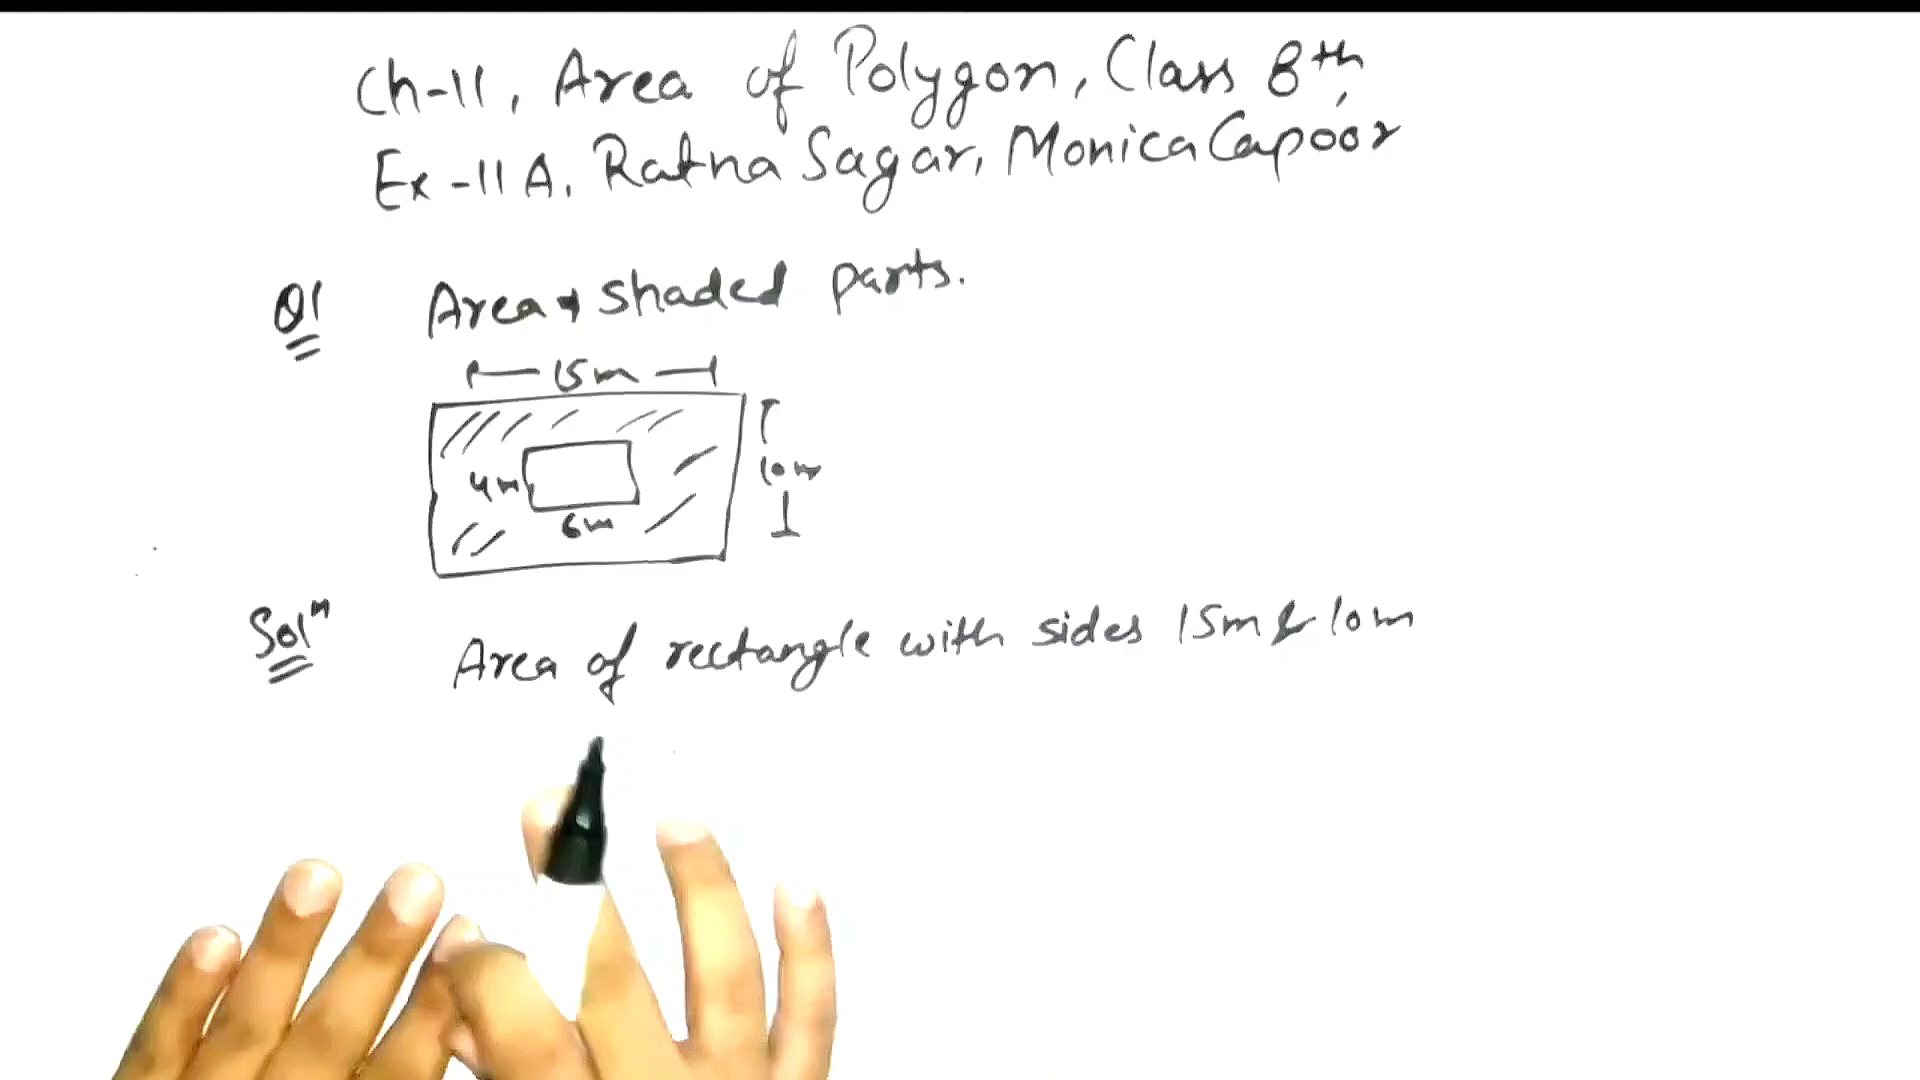 Ch-11, Area of Polygon, Class 8th,
Ex-11A, Ratna Sagar, Monica Capoor
Q1 Area shaded parts.
15m
4m
10m
6m
Solⁿ Area of rectangle with sides 15m & 10m